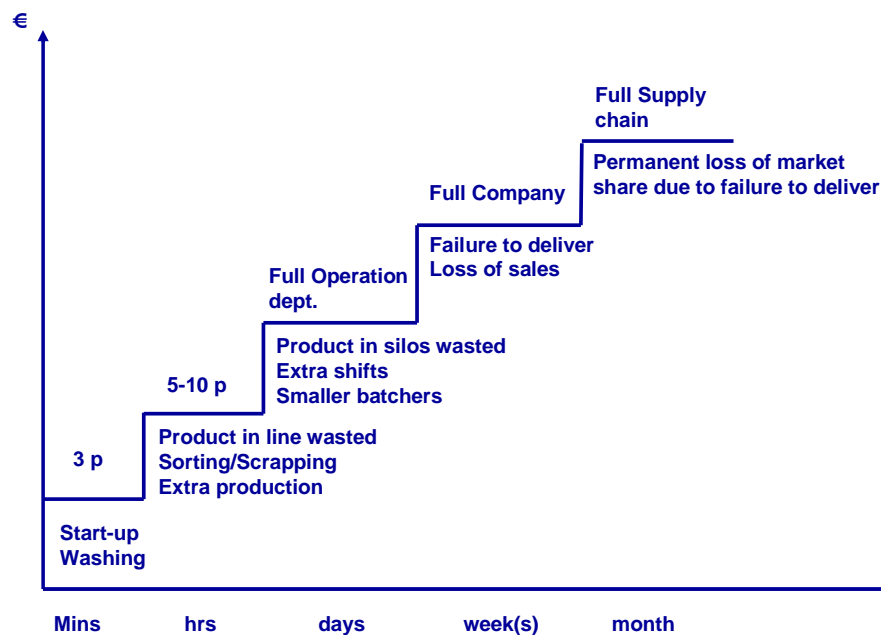 €
Full Supply
chain
Permanent loss of market
share due to failure to deliver
Full Company
Failure to deliver
Loss of sales
Full Operation
dept.
Product in silos wasted
Extra shifts
Smaller batchers
5-10 p
Product in line wasted
Sorting/Scrapping
Extra production
3 p
Start-up
Washing
Mins hrs days week(s) month